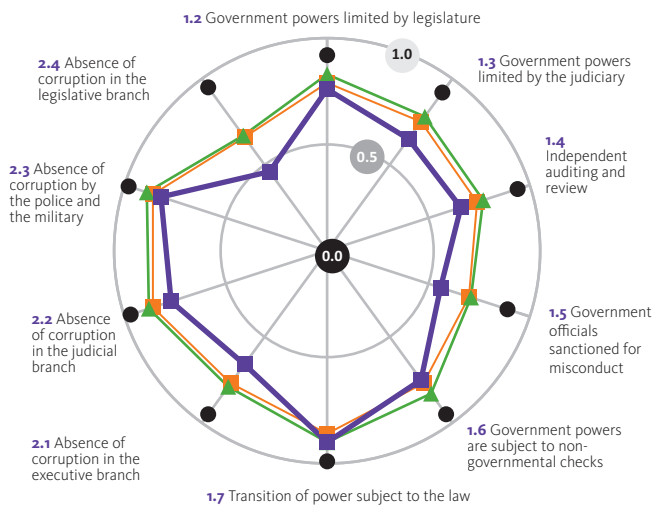 1.2 Government powers limited by legislature
1.0
1.3 Government powers
limited by the judiciary
2.4 Absence of
corruption in the
legislative branch
0.5
1.4
Independent
auditing and
review
2.3 Absence of
corruption by
the police and
the military
0.0
1.5 Government
officials
sanctioned for
misconduct
2.2 Absence
of corruption
in the judicial
branch
1.6 Government powers
are subject to non-
governmental checks
2.1 Absence of
corruption in the
executive branch
1.7 Transition of power subject to the law